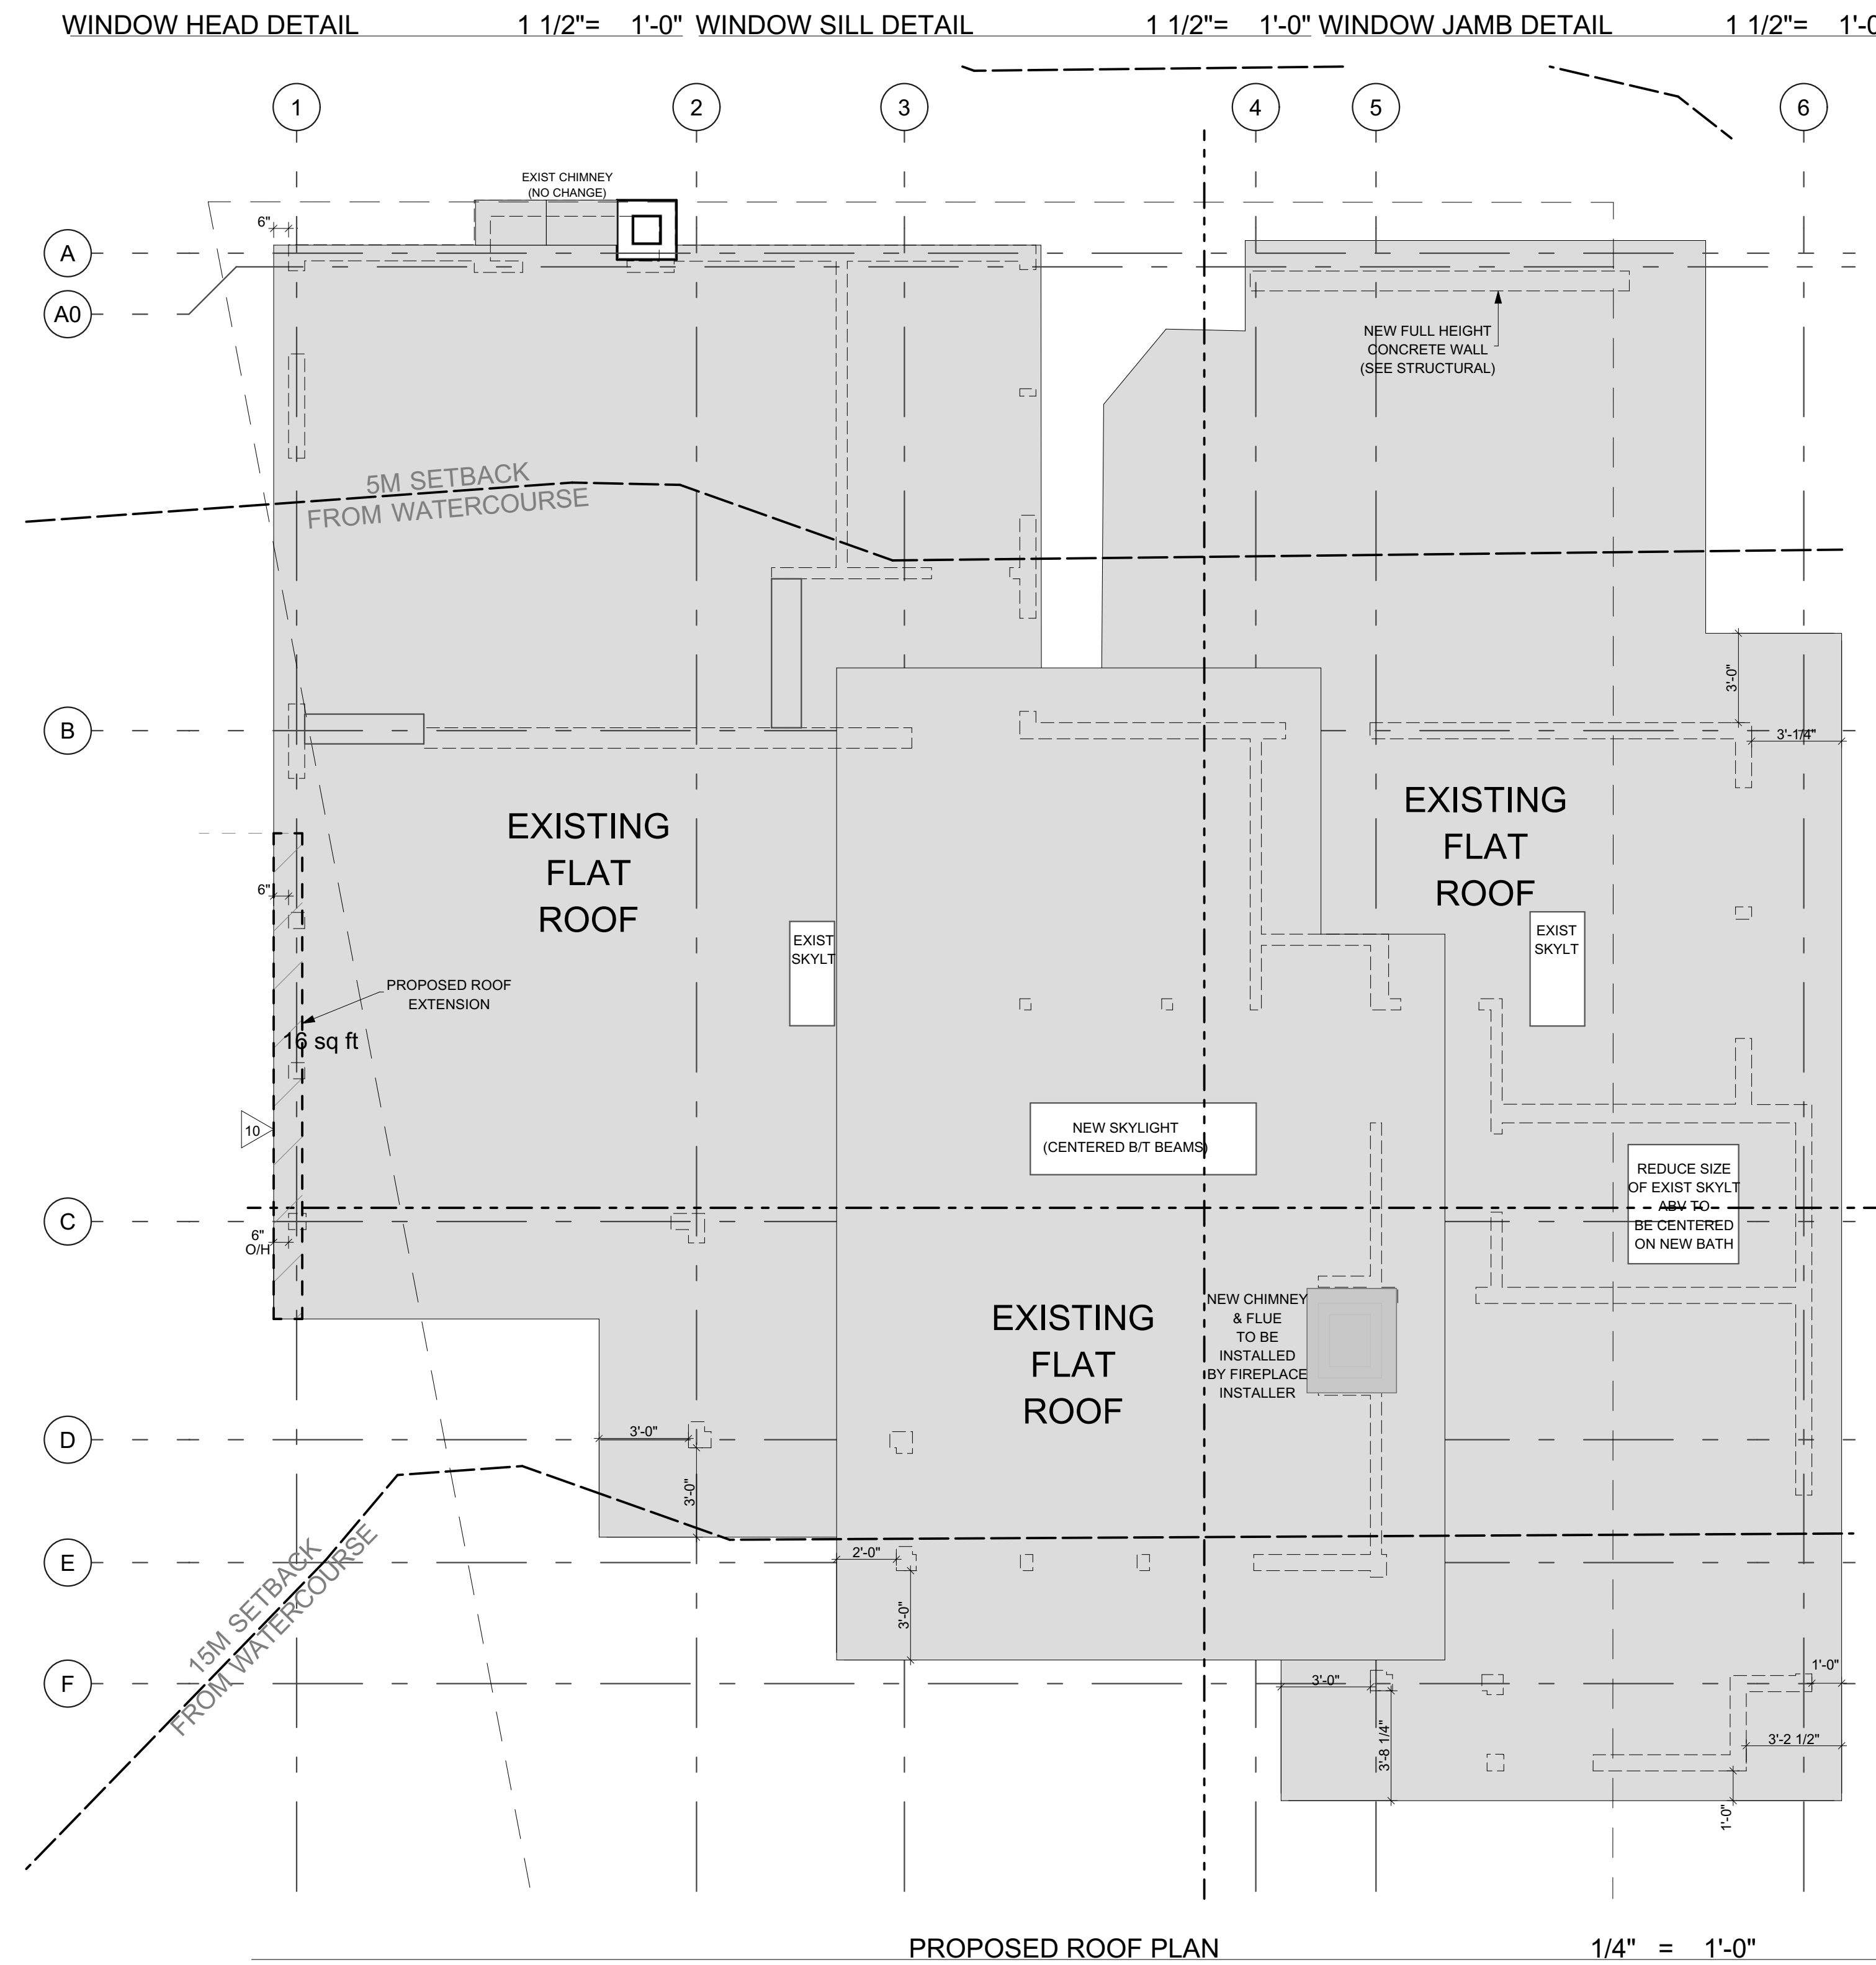 WINDOW HEAD DETAIL 1 1/2"= 1'-0" WINDOW SILL DETAIL 1 1/2"= 1'-0" WINDOW JAMB DETAIL 1 1/2"= 1'-0
1 2 3 4 5 6
EXIST CHIMNEY
(NO CHANGE)
6"
A
A0
NEW FULL HEIGHT
CONCRETE WALL
(SEE STRUCTURAL)
5M SETBACK
FROM WATERCOURSE
3'-0"
B
3'-1/4"
EXISTING
FLAT
ROOF
EXISTING
FLAT
ROOF
6"
EXIST
SKYLT
EXIST
SKYLT
PROPOSED ROOF
EXTENSION
16 sq ft
10
NEW SKYLIGHT
(CENTERED B/T BEAMS)
REDUCE SIZE
OF EXIST SKYLT
ABV TO
BE CENTERED
ON NEW BATH
C
6"
O/H
EXISTING
FLAT
ROOF
NEW CHIMNEY
& FLUE
TO BE
INSTALLED
BY FIREPLACE
INSTALLER
D
3'-0"
3'-0"
E
2'-0"
3'-0"
15M SETBACK
FROM WATERCOURSE
F
3'-0"
1'-0"
3'-8 1/4"
3'-2 1/2"
1'-0"
PROPOSED ROOF PLAN 1/4" = 1'-0"